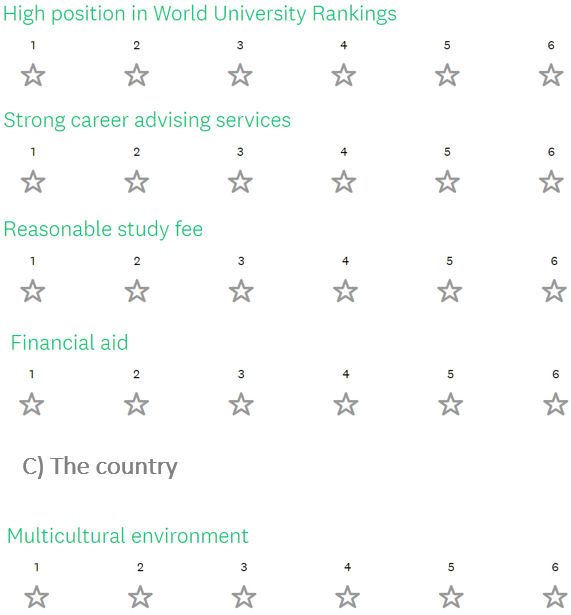 High position in World University Rankings
1 2 3 4 5 6
Strong career advising services
1 2 3 4 5 6
Reasonable study fee
1 2 3 4 5 6
Financial aid
1 2 3 4 5 6
C) The country
Multicultural environment
1 2 3 4 5 6